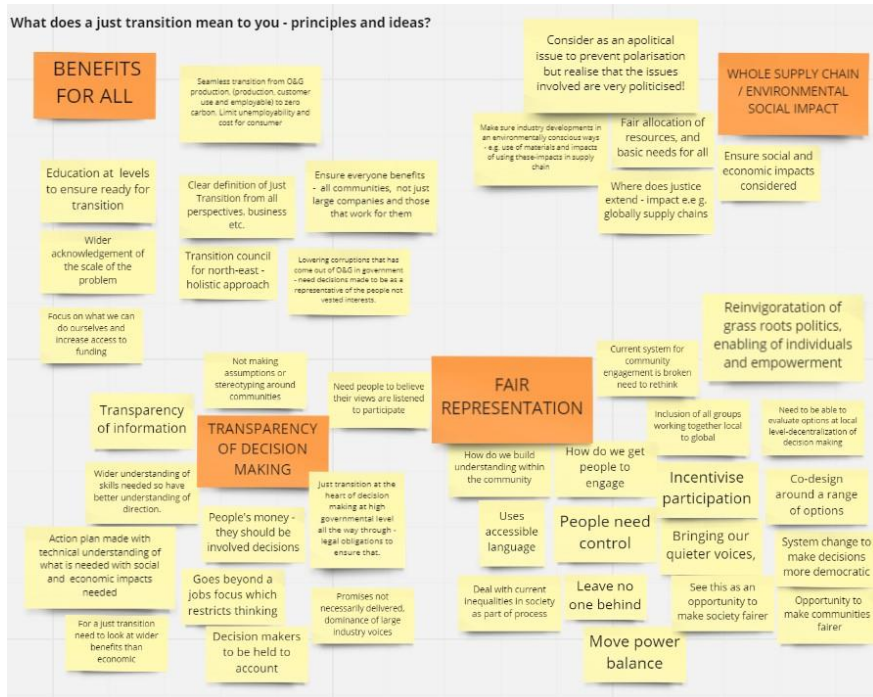 What does a just transition mean to you - principles and ideas?
BENEFITS
FOR ALL
Seamless transition from O&G
production, (production, customer
use and employable) to zero
carbon. Limit unemployability and
cost for consumer
Education at levels
to ensure ready for
transition
Clear definition of Just
Transition from all
perspectives. business
etc.
Ensure everyone benefits
- all communities, not just
large companies and those
that work for them
Wider
acknowledgement of
the scale of the
problem
Transition council
for north-east -
holistic approach
Lowering corruptions that has
come out of O&G in government
- need decisions made to be as a
representative of the people not
vested interests.
Focus on what we can
do ourselves and
increase access to
funding
Consider as an apolitical
issue to prevent polarisation
but realise that the issues
involved are very politicised!
WHOLE SUPPLY CHAIN
/ ENVIRONMENTAL
SOCIAL IMPACT
Make sure industry developments in
an environmentally conscious ways
- e.g. use of materials and impacts
of using these-impacts in supply
chain
Fair allocation of
resources, and
basic needs for all
Ensure social and
economic impacts
considered
Where does justice
extend - impact e.e g.
globally supply chains
Not making
assumptions or
stereotyping around
communities
Need people to believe
their views are listened
to participate
Transparency
of information
TRANSPARENCY
OF DECISION
MAKING
Wider understanding of
skills needed so have
better understanding of
direction.
People's money -
they should be
involved decisions
Just transition at the
heart of decision
making at high
governmental level
all the way through -
legal obligations to
ensure that.
Action plan made with
technical understanding of
what is needed with social
and economic impacts
needed
Goes beyond a
jobs focus which
restricts thinking
Promises not
necessarily delivered,
dominance of large
industry voices
For a just transition
need to look at wider
benefits than
economic
Decision makers
to be held to
account
FAIR
REPRESENTATION
Current system for
community
engagement is broken
need to rethink
Reinvigoratation of
grass roots politics,
enabling of individuals
and empowerment
Inclusion of all groups
working together local
to global
Need to be able to
evaluate options at local
level-decentralization of
decision making
How do we build
understanding within
the community
How do we get
people to
engage
Incentivise
participation
Co-design
around a range
of options
Uses
accessible
language
People need
control
Bringing our
quieter voices,
System change to
make decisions
more democratic
Deal with current
inequalities in society
as part of process
Leave no
one behind
See this as an
opportunity to
make society fairer
Opportunity to
make communities
fairer
Move power
balance